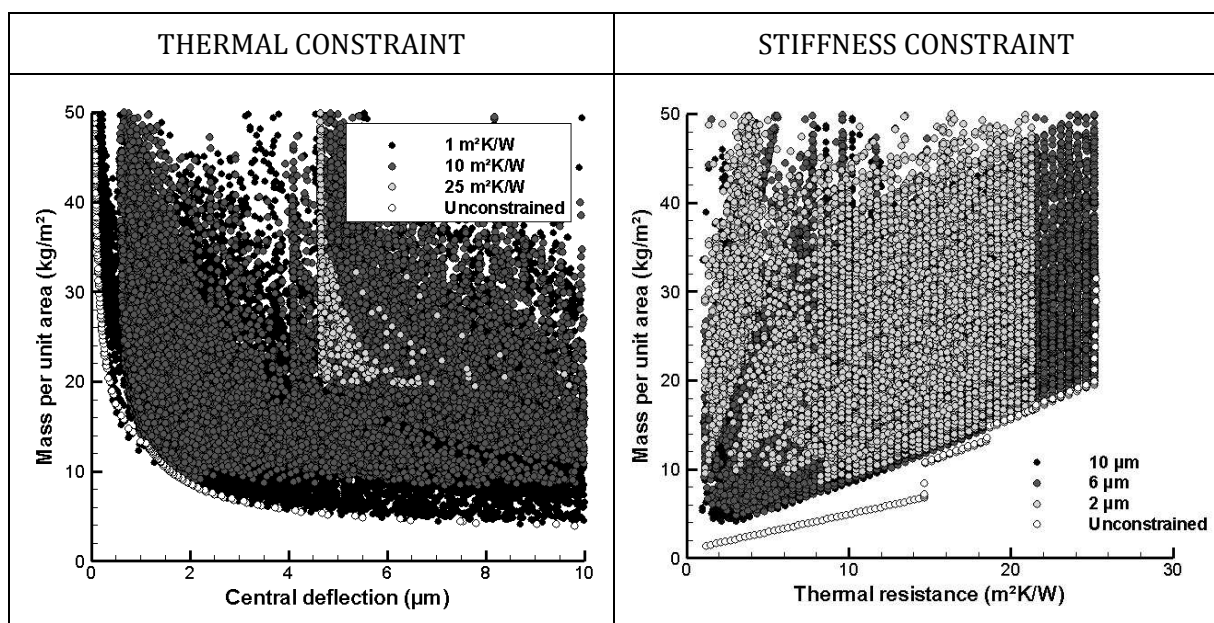 THERMAL CONSTRAINT
STIFFNESS CONSTRAINT
50
40
30
20
10
0
Mass per unit area (kg/m²)
1 m²K/W
10 m²K/W
25 m²K/W
Unconstrained
0 2 4 6 8 10
Central deflection (µm)
50
40
30
20
10
0
Mass per unit area (kg/m²)
10 µm
6 µm
2 µm
Unconstrained
0 10 20 30
Thermal resistance (m²K/W)